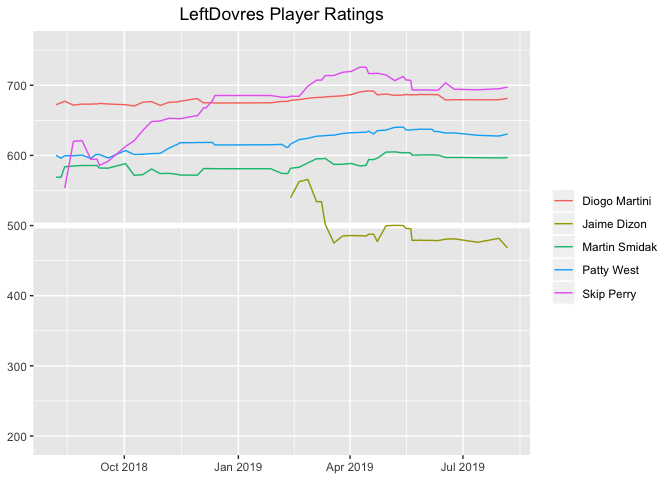 LeftDovres Player Ratings
700
600
500
400
300
200
Oct 2018
Jan 2019
Apr 2019
Jul 2019
Diogo Martini
Jaime Dizon
Martin Smidak
Patty West
Skip Perry